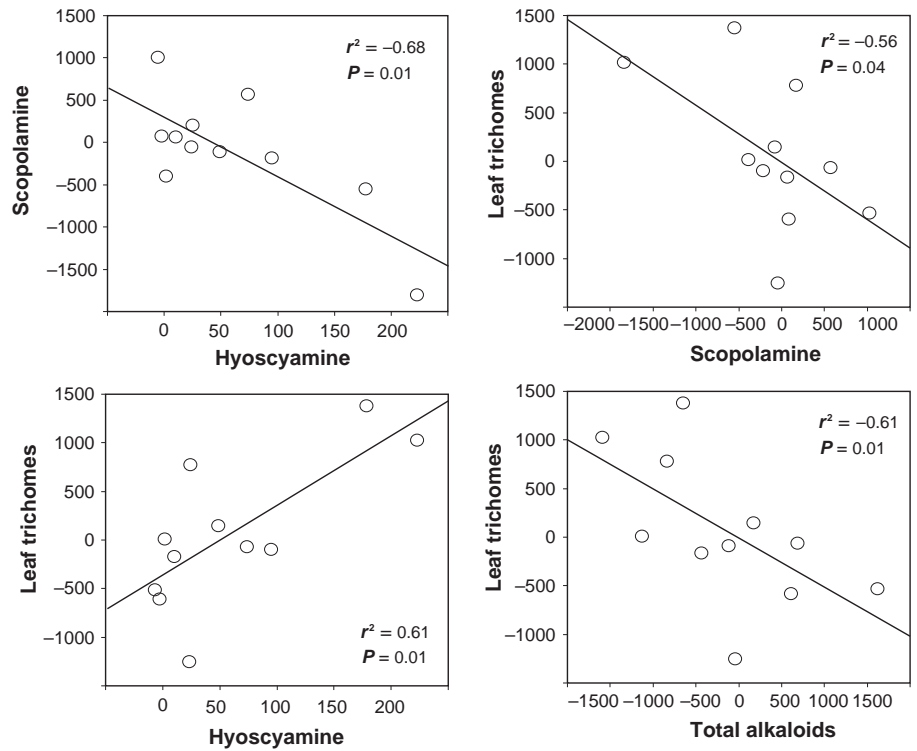 1500
1000
500
0
−500
−1000
−1500
Scopolamine
r² = −0.68
P = 0.01
0 50 100 150 200
Hyoscyamine
1500
1000
500
0
−500
−1000
Leaf trichomes
r² = −0.56
P = 0.04
−2000 −1500 −1000 −500 0 500 1000
Scopolamine
1500
1000
500
0
−500
−1000
Leaf trichomes
r² = 0.61
P = 0.01
0 50 100 150 200
Hyoscyamine
1500
1000
500
0
−500
−1000
Leaf trichomes
r² = −0.61
P = 0.01
−1500 −1000 −500 0 500 1000 1500
Total alkaloids